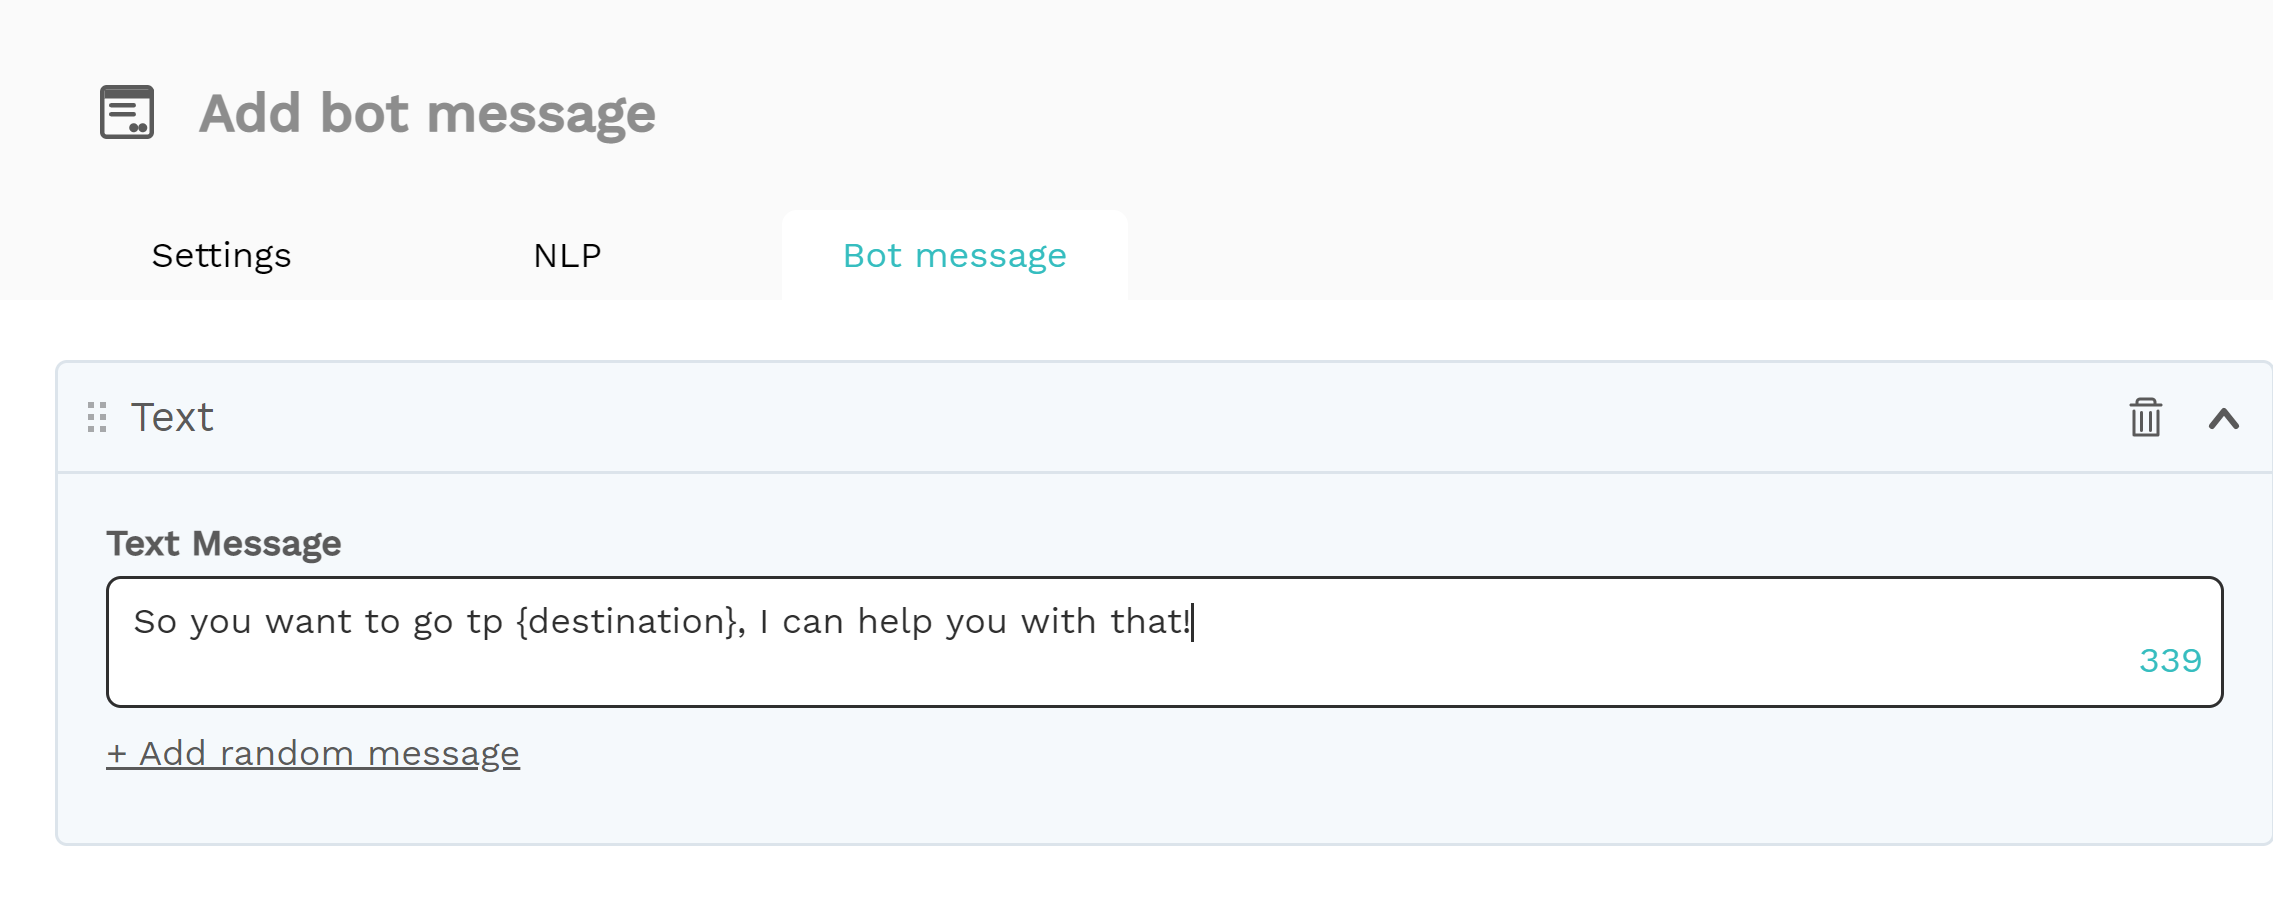 Add bot message
Settings NLP Bot message
Text
Text Message
So you want to go tp {destination}, I can help you with that!
339
+ Add random message